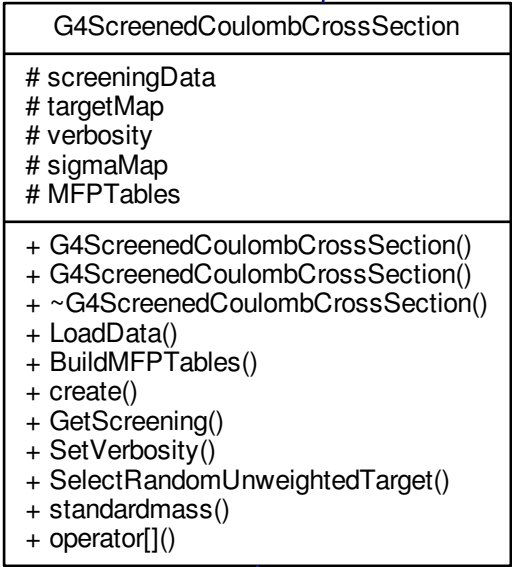 G4ScreenedCoulombCrossSection
# screeningData
# targetMap
# verbosity
# sigmaMap
# MFPTables
+ G4ScreenedCoulombCrossSection()
+ G4ScreenedCoulombCrossSection()
+ ~G4ScreenedCoulombCrossSection()
+ LoadData()
+ BuildMFPTables()
+ create()
+ GetScreening()
+ SetVerbosity()
+ SelectRandomUnweightedTarget()
+ standardmass()
+ operator[]()